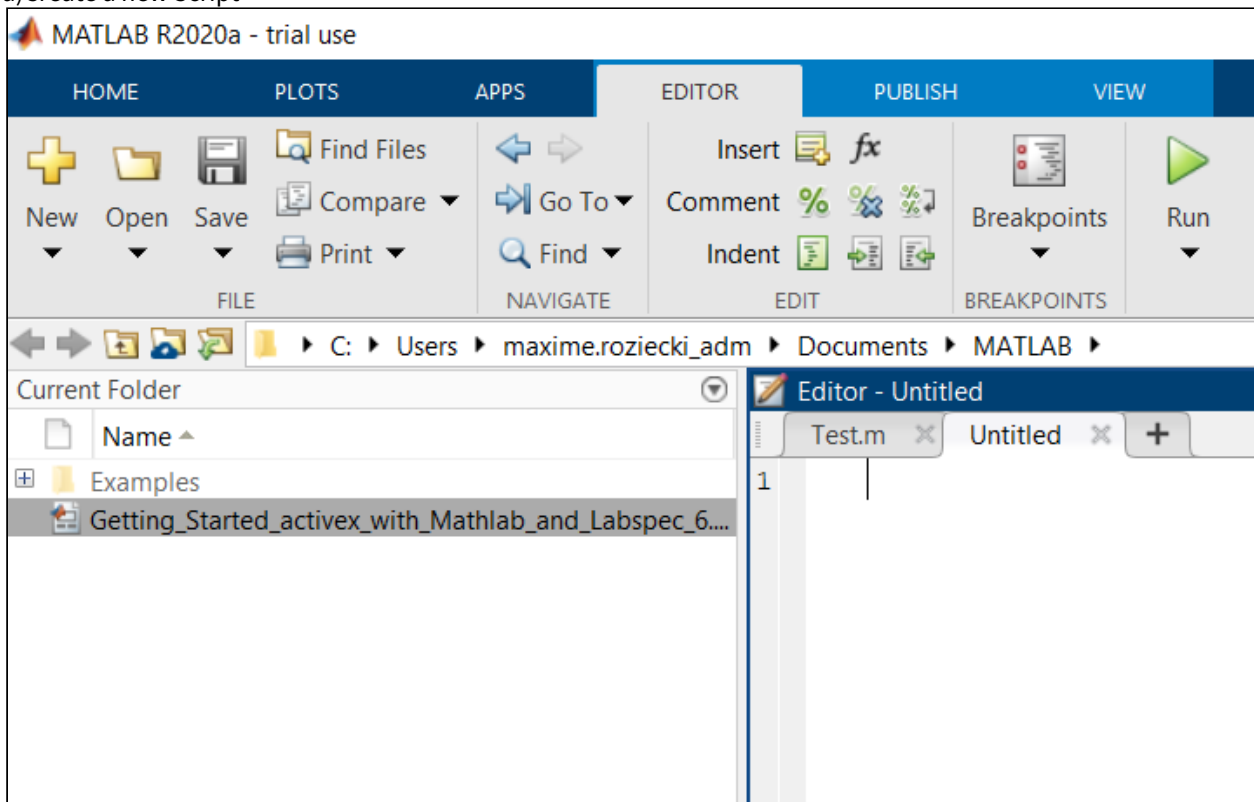 MATLAB R2020a - trial use
HOME PLOTS APPS EDITOR PUBLISH VIEW
New Open Save
Find Files
Compare
Print
FILE
Go To
Find
NAVIGATE
Insert fx
Comment
Indent
EDIT
Breakpoints
BREAKPOINTS
Run
C: Users maxime.roziecki_adm Documents MATLAB
Current Folder
Name
Examples
Getting_Started_activex_with_Mathlab_and_Labspec_6....
Editor - Untitled
Test.m Untitled +
1